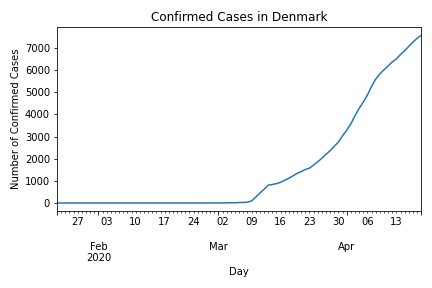 Confirmed Cases in Denmark
Number of Confirmed Cases
7000
6000
5000
4000
3000
2000
1000
0
27 03 10 17 24 02 09 16 23 30 06 13
Feb Mar Apr
2020
Day